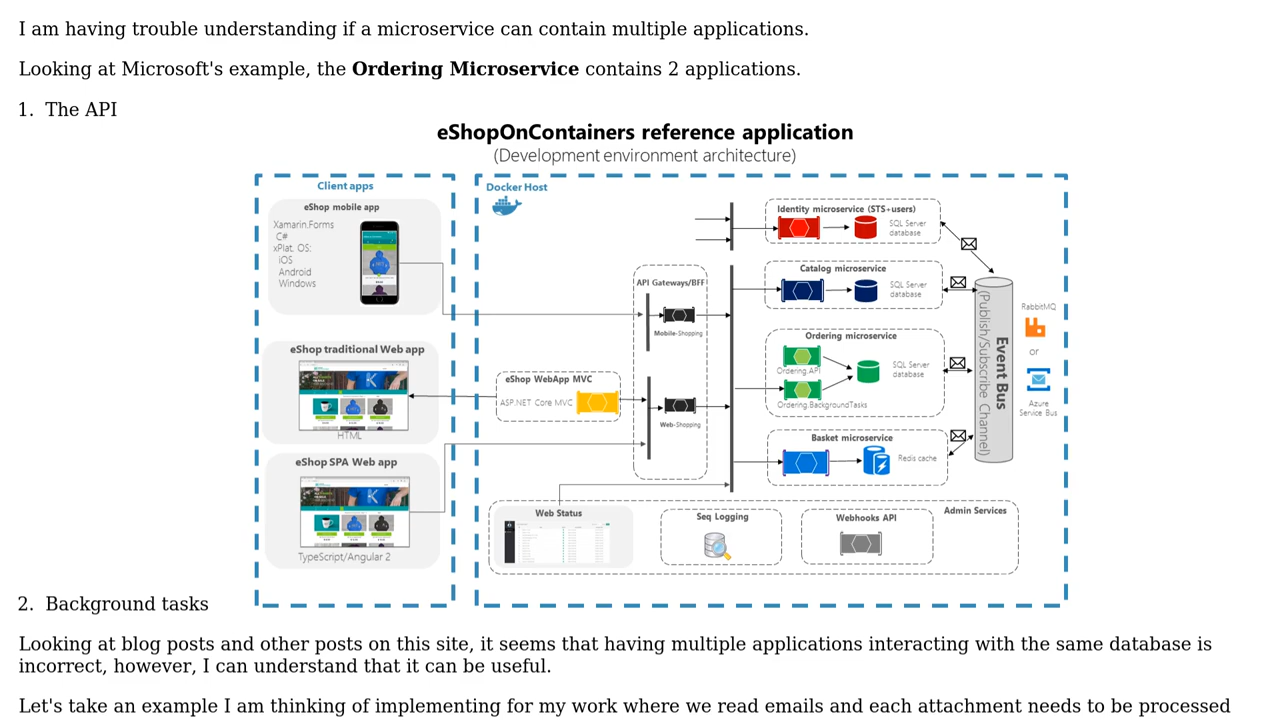 I am having trouble understanding if a microservice can contain multiple applications.
Looking at Microsoft's example, the Ordering Microservice contains 2 applications.
1. The API
eShopOnContainers reference application
(Development environment architecture)
Client apps
eShop mobile app
Xamarin.Forms
C#
xPlat. OS:
iOS
Android
Windows
eShop traditional Web app
HTML
eShop SPA Web app
TypeScript/Angular 2
Docker Host
eShop WebApp MVC
ASP.NET Core MVC
API Gateways/BFF
Mobile-Shopping
Web-Shopping
Identity microservice (STS+users)
SQL Server
database
Catalog microservice
SQL Server
database
Ordering microservice
Ordering.API
SQL Server
database
Ordering.BackgroundTasks
Basket microservice
Redis cache
Event Bus
(Publish/Subscribe Channel)
RabbitMQ
or
Azure
Service Bus
Web Status
Seq Logging
Webhooks API
Admin Services
2. Background tasks
Looking at blog posts and other posts on this site, it seems that having multiple applications interacting with the same database is
incorrect, however, I can understand that it can be useful.
Let's take an example I am thinking of implementing for my work where we read emails and each attachment needs to be processed